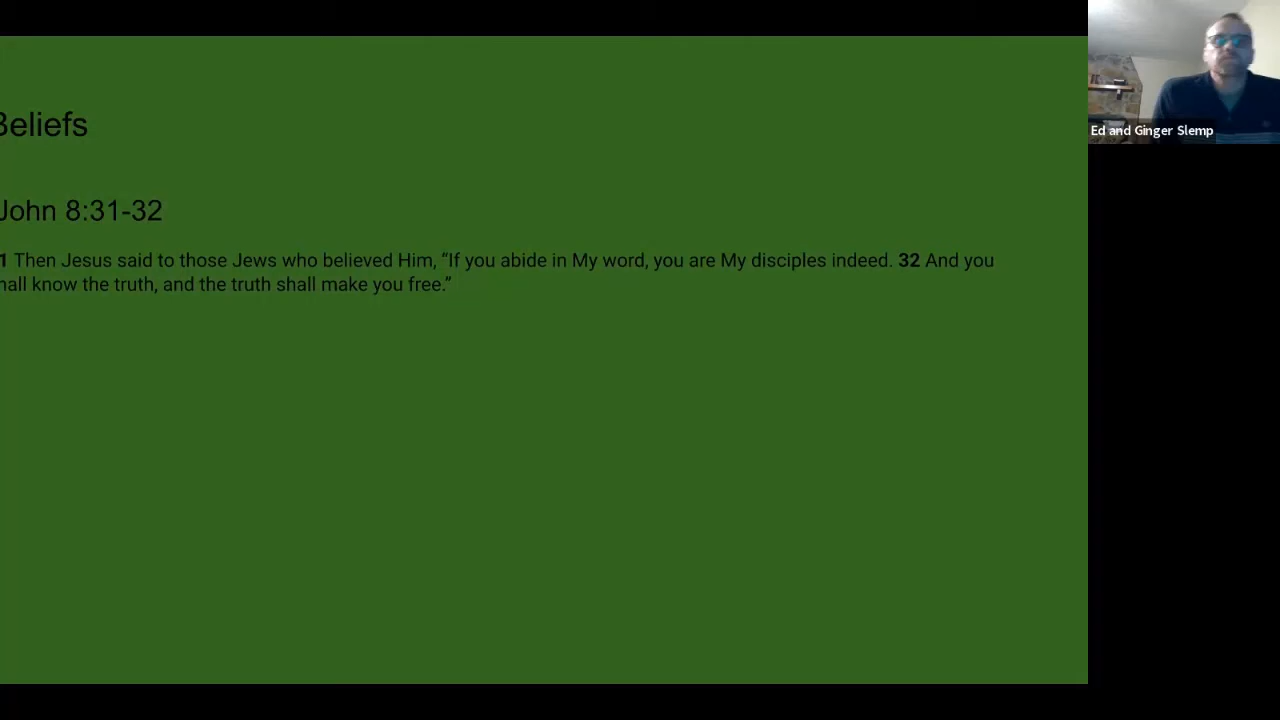 Beliefs
John 8:31-32
1 Then Jesus said to those Jews who believed Him, “If you abide in My word, you are My disciples indeed. 32 And you
hall know the truth, and the truth shall make you free.”
Ed and Ginger Slemp